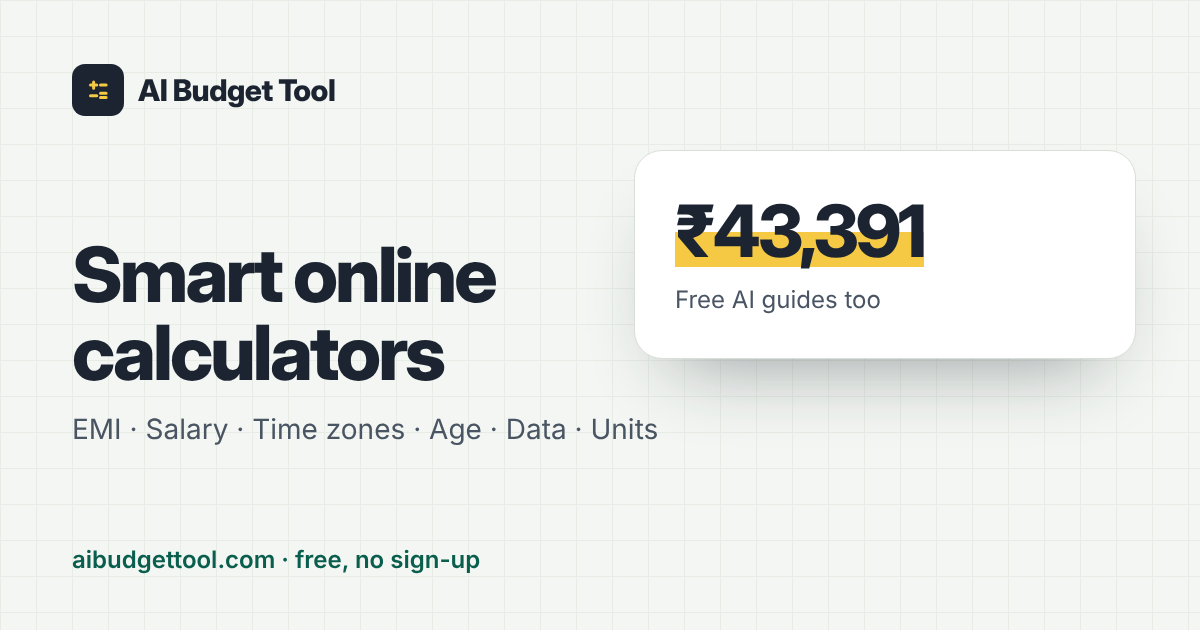 AI Budget Tool
₹43,391
Free AI guides too
Smart online
calculators
EMI · Salary · Time zones · Age · Data · Units
aibudgettool.com · free, no sign-up